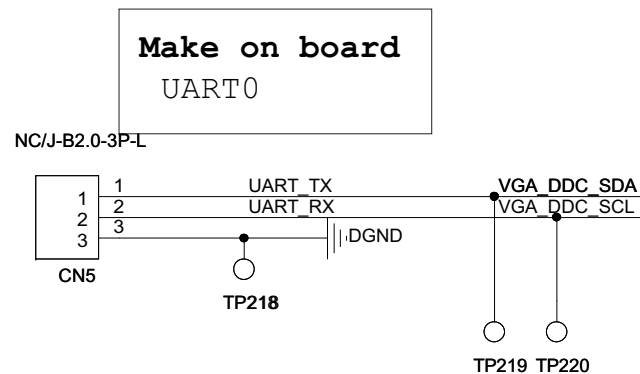 Make on board
UART0
NC/J-B2.0-3P-L
1 1 UART_TX VGA_DDC_SDA
2 2 UART_RX VGA_DDC_SCL
3 3 DGND
CN5
TP218
TP219 TP220